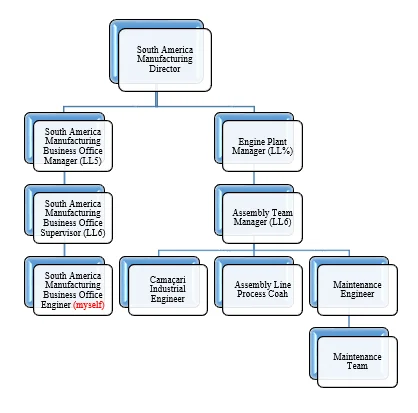 South America
Manufacturing
Director
South America
Manufacturing
Business Office
Manager (LL5)
Engine Plant
Manager (LL%)
South America
Manufacturing
Business Office
Supervisor (LL6)
Assembly Team
Manager (LL6)
South America
Manufacturing
Business Office
Enginer (myself)
Camaçari
Industrial
Engineer
Assembly Line
Process Coah
Maintenance
Engineer
Maintenance
Team